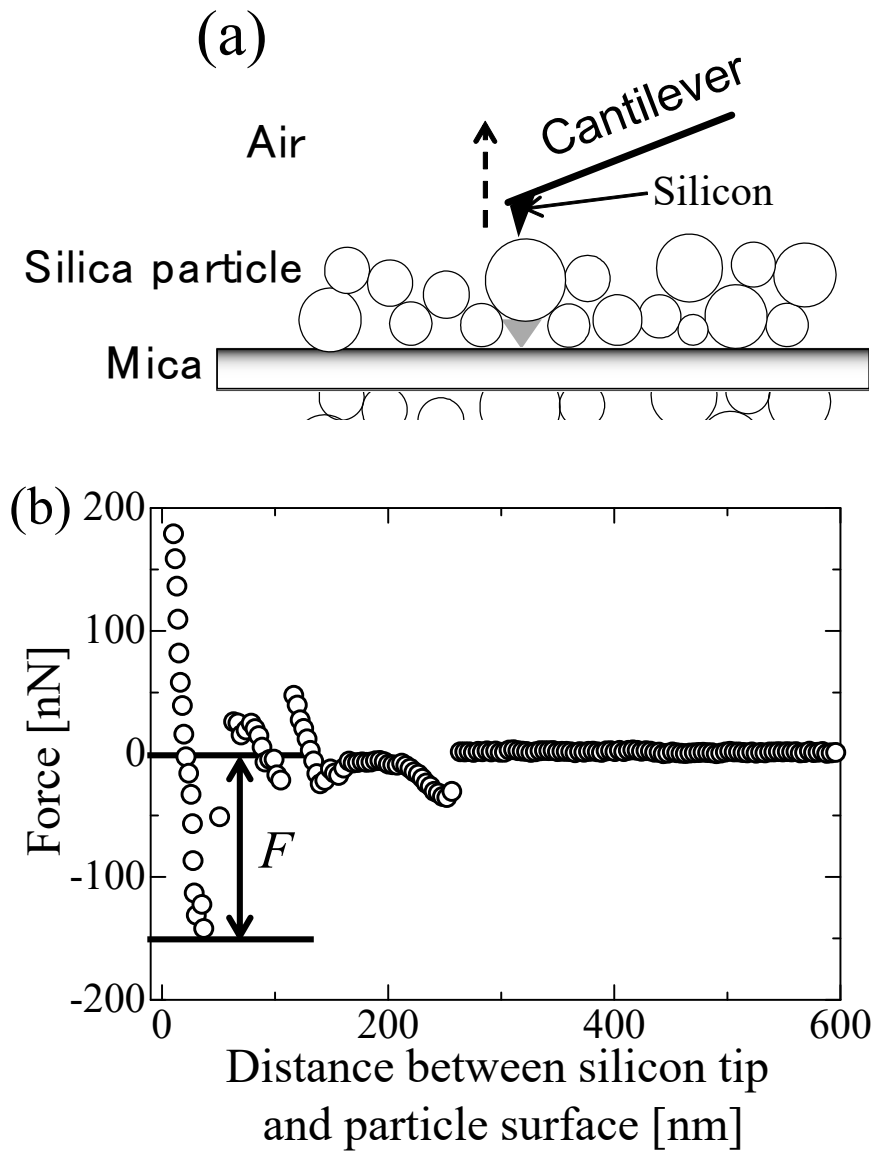 (a)
Cantilever
Air
Silicon
Silica particle
Mica
(b)
200
100
0
-100
-200
Force [nN]
F
0
200
400
600
Distance between silicon tip
and particle surface [nm]